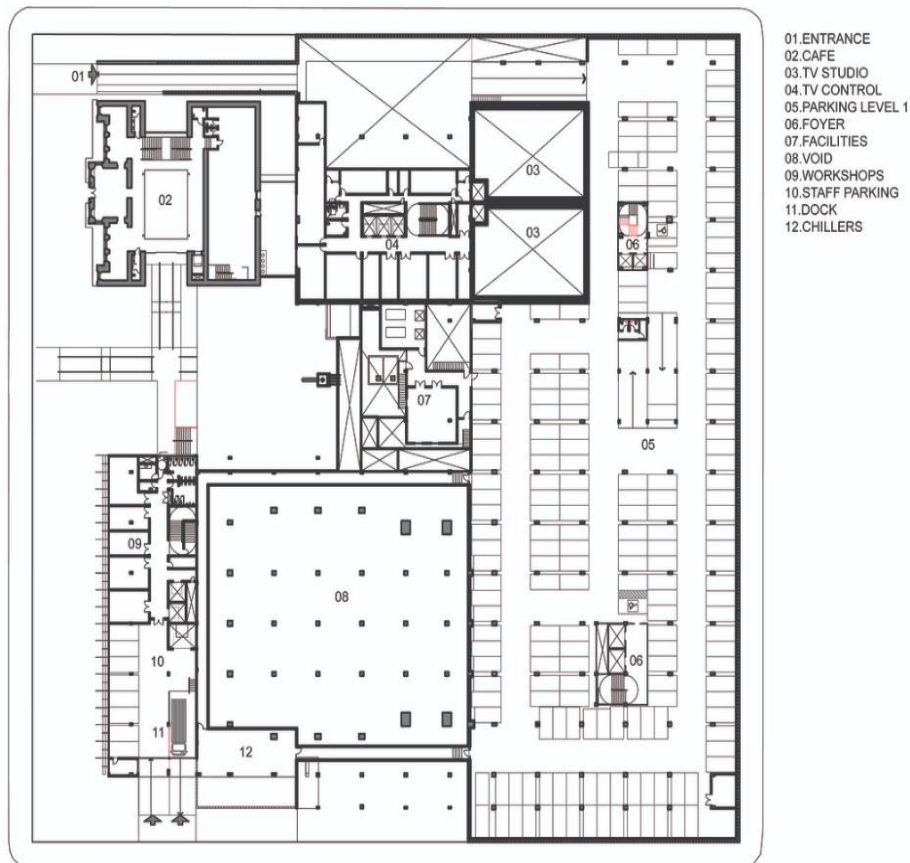 01.ENTRANCE
02.CAFE
03.TV STUDIO
04.TV CONTROL
05.PARKING LEVEL 1
06.FOYER
07.FACILITIES
08.VOID
09.WORKSHOPS
10.STAFF PARKING
11.DOCK
12.CHILLERS
01
02
03
03
04
06
07
05
09
08
10
06
11
12